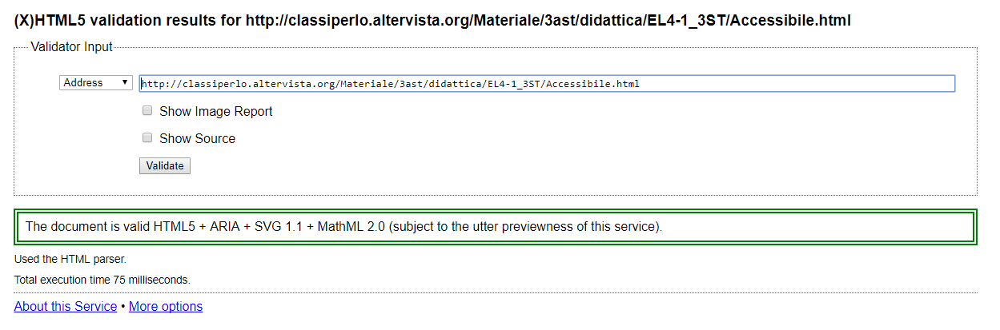 (X)HTML5 validation results for http://classiperlo.altervista.org/Materiale/3ast/didattica/EL4-1_3ST/Accessibile.html
Validator Input
Address http://classiperlo.altervista.org/Materiale/3ast/didattica/EL4-1_3ST/Accessibile.html
Show Image Report
Show Source
Validate
The document is valid HTML5 + ARIA + SVG 1.1 + MathML 2.0 (subject to the utter previewness of this service).
Used the HTML parser.
Total execution time 75 milliseconds.
About this Service • More options